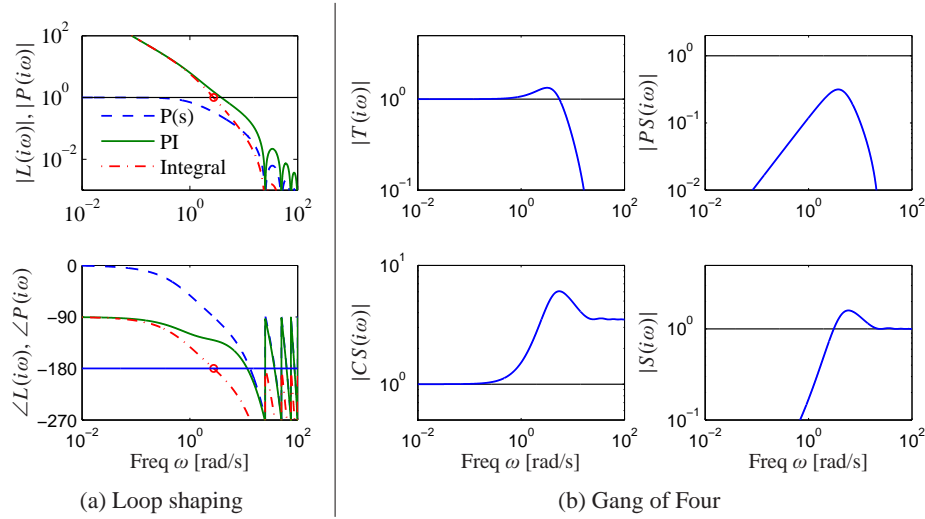 |L(iω)|, |P(iω)|
10^2
10^0
10^-2
P(s)
PI
Integral
10^-2
10^0
10^2
∠L(iω), ∠P(iω)
0
−90
−180
−270
10^-2
10^0
10^2
Freq ω [rad/s]
(a) Loop shaping
|T(iω)|
10^0
10^-1
10^-2
10^0
10^2
|PS(iω)|
10^0
10^-1
10^-2
10^-2
10^0
10^2
|CS(iω)|
10^1
10^0
10^-2
10^0
10^2
Freq ω [rad/s]
|S(iω)|
10^0
10^-1
10^-2
10^0
10^2
Freq ω [rad/s]
(b) Gang of Four